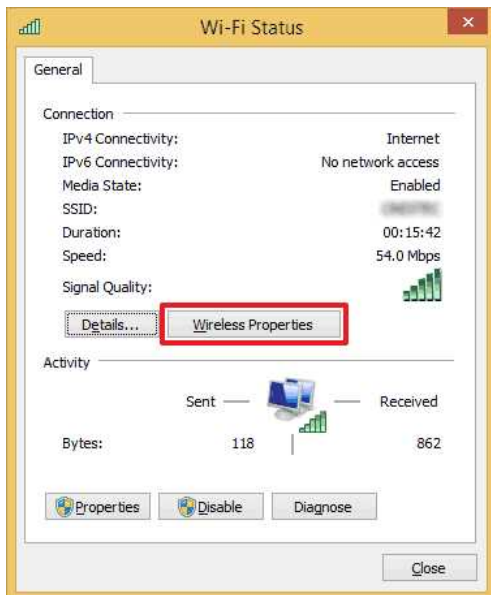 Wi-Fi Status
General
Connection
IPv4 Connectivity: Internet
IPv6 Connectivity: No network access
Media State: Enabled
SSID:
Duration: 00:15:42
Speed: 54.0 Mbps
Signal Quality:
Details... Wireless Properties
Activity
Sent Received
Bytes: 118 862
Properties Disable Diagnose
Close